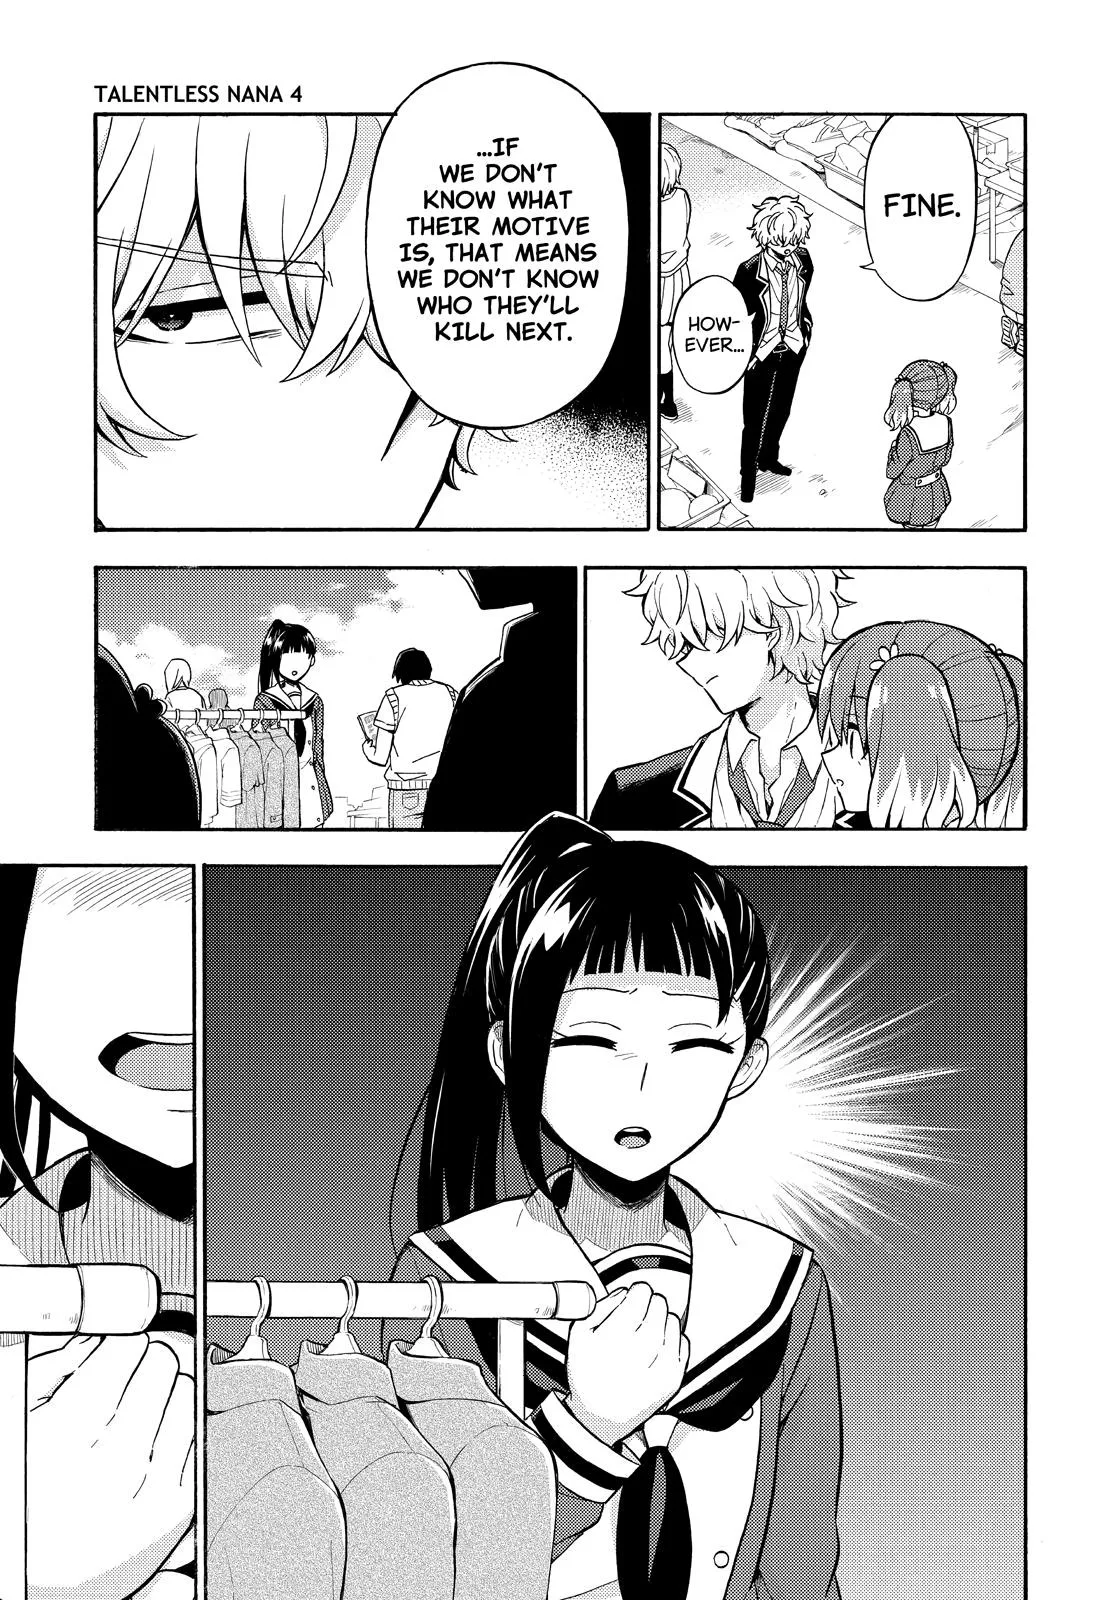 TALENTLESS NANA 4
FINE.
HOW-
EVER...
...IF
WE DON'T
KNOW WHAT
THEIR MOTIVE
IS, THAT MEANS
WE DON'T KNOW
WHO THEY'LL
KILL NEXT.